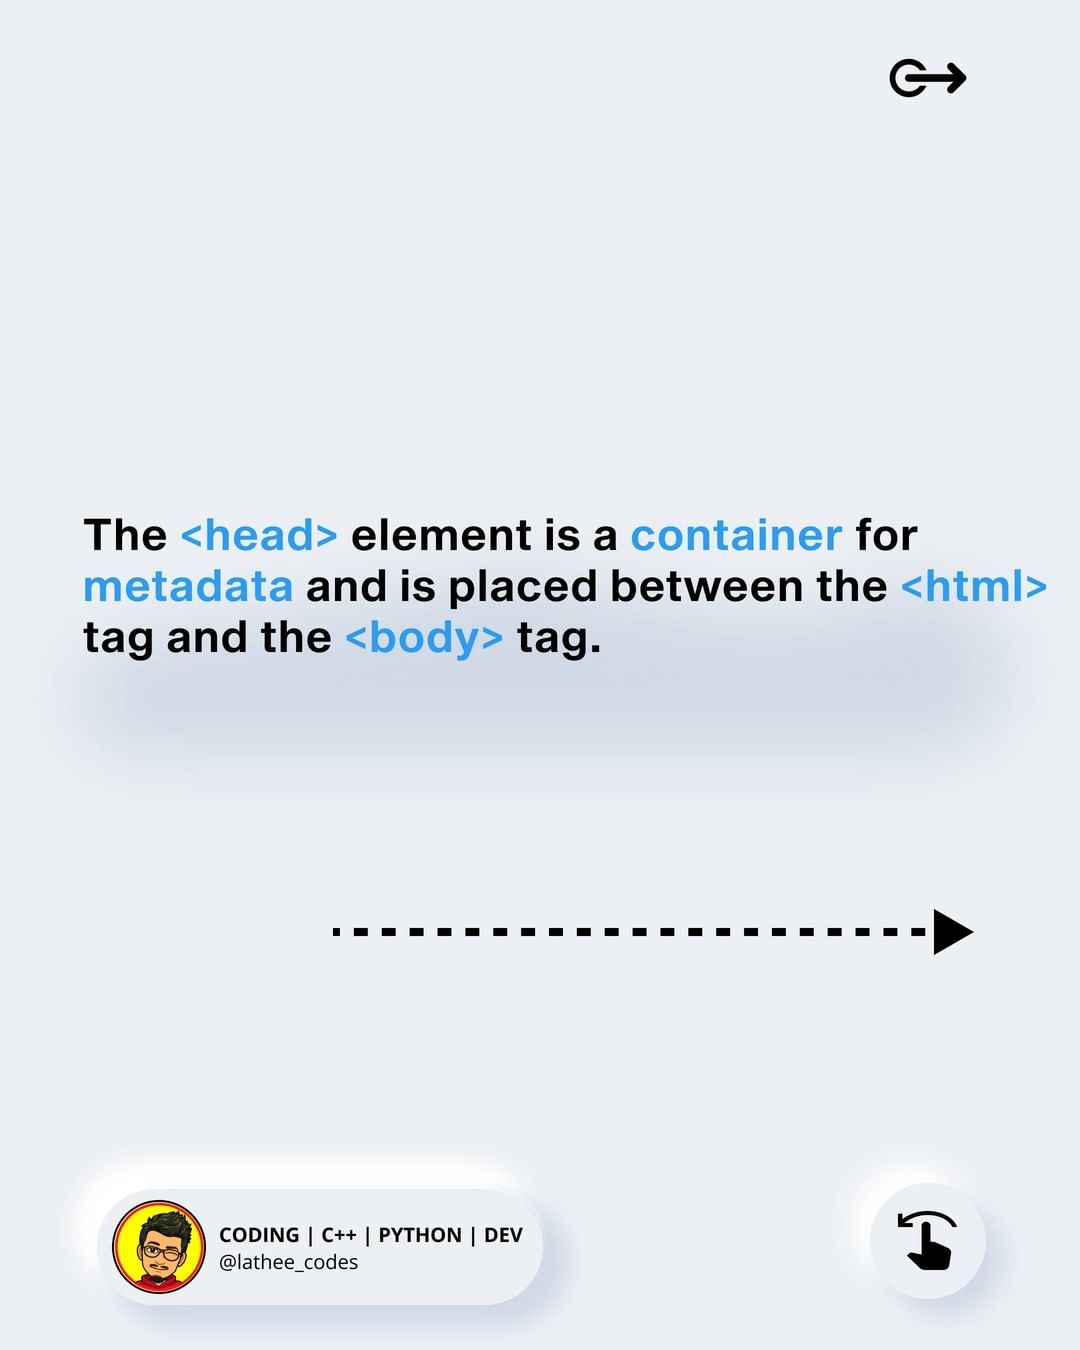 The <head> element is a container for
metadata and is placed between the <html>
tag and the <body> tag.
CODING | C++ | PYTHON | DEV
@lathee_codes